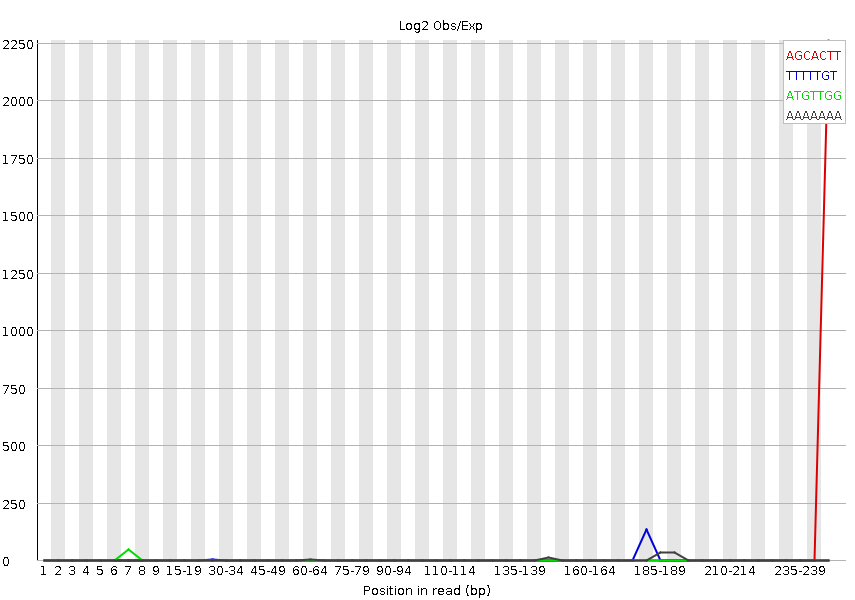 Log2 Obs/Exp
2250
2000
1750
1500
1250
1000
750
500
250
0
AGCACTT
TTTTTGT
ATGTTGG
AAAAAAA
1 2 3 4 5 6 7 8 9 15-19 30-34 45-49 60-64 75-79 90-94 110-114 135-139 160-164 185-189 210-214 235-239
Position in read (bp)